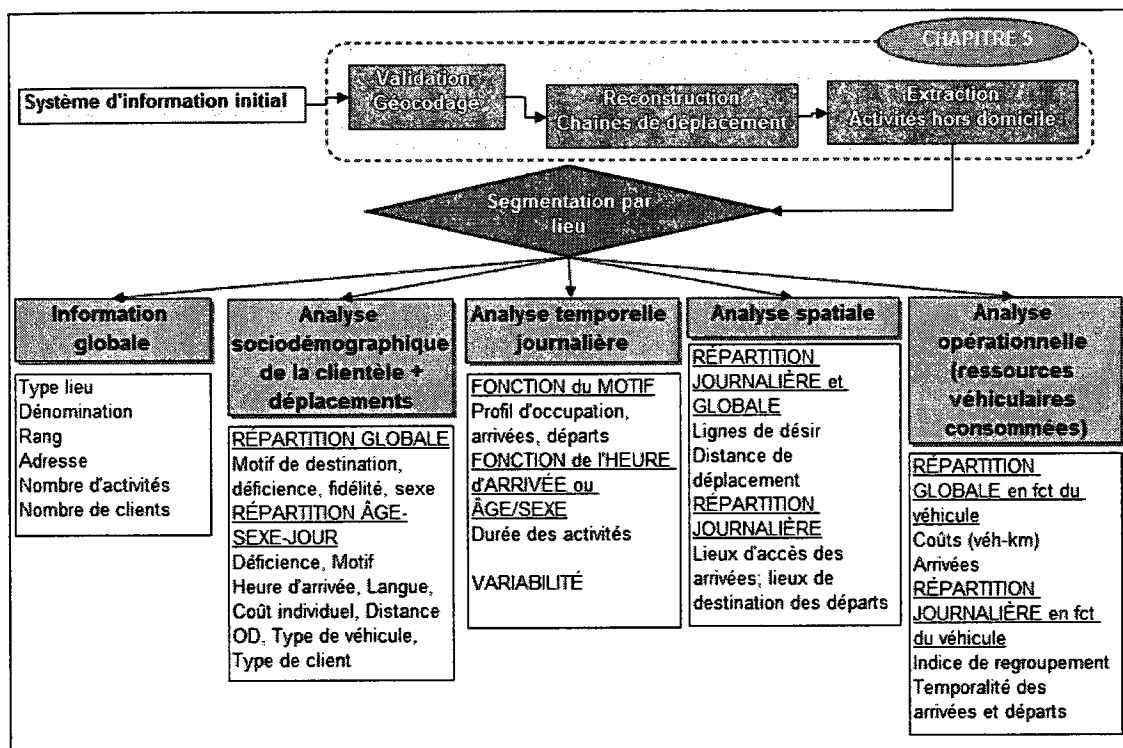 CHAPITRE 5
Système d'information initial
Validation
Géocodage
Reconstruction
Chaînes de déplacement
Extraction
Activités hors domicile
Segmentation par
lieu
Information
globale
Type lieu
Dénomination
Rang
Adresse
Nombre d'activités
Nombre de clients
Analyse
sociodémographique
de la clientèle +
déplacements
RÉPARTITION GLOBALE
Motif de destination,
déficience, fidélité, sexe
RÉPARTITION ÂGE-
SEXE-JOUR
Déficience, Motif
Heure d'arrivée, Langue,
Coût individuel, Distance
OD, Type de véhicule,
Type de client
Analyse temporelle
journalière
FONCTION du MOTIF
Profil d'occupation,
arrivées, départs
FONCTION de l'HEURE
d'ARRIVÉE ou
ÂGE/SEXE
Durée des activités
VARIABILITÉ
Analyse spatiale
RÉPARTITION
JOURNALIÈRE et
GLOBALE
Lignes de désir
Distance de
déplacement
RÉPARTITION
JOURNALIÈRE
Lieux d'accès des
arrivées; lieux de
destination des départs
Analyse
opérationnelle
(ressources
véhiculaires
consommées)
RÉPARTITION
GLOBALE en fct du
véhicule
Coûts (véh-km)
Arrivées
RÉPARTITION
JOURNALIÈRE en fct
du véhicule
Indice de regroupement
Temporalité des
arrivées et départs